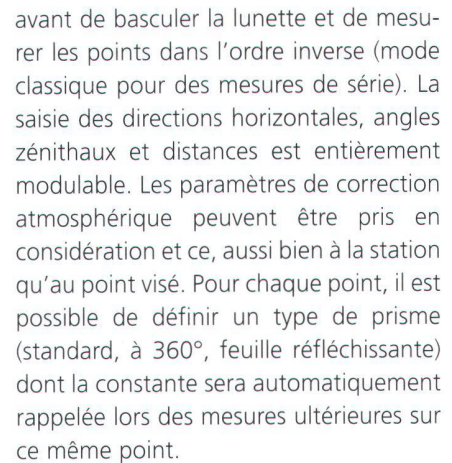 avant de basculer la lunette et de mesu-
rer les points dans l'ordre inverse (mode
classique pour des mesures de série). La
saisie des directions horizontales, angles
zénithaux et distances est entièrement
modulable. Les paramètres de correction
atmosphérique peuvent être pris en
considération et ce, aussi bien à la station
qu'au point visé. Pour chaque point, il est
possible de définir un type de prisme
(standard, à 360°, feuille réfléchissante)
dont la constante sera automatiquement
rappelée lors des mesures ultérieures sur
ce même point.